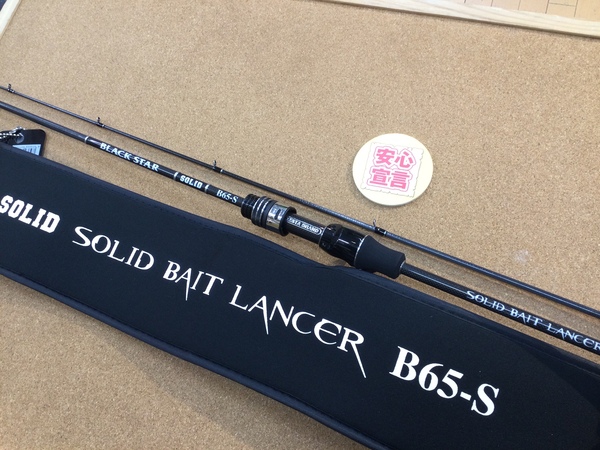 BLACK STAR SOLID B65-S
安心
宣言
SOLID BAIT LANCER
SOLID SOLID BAIT LANCER B65-S